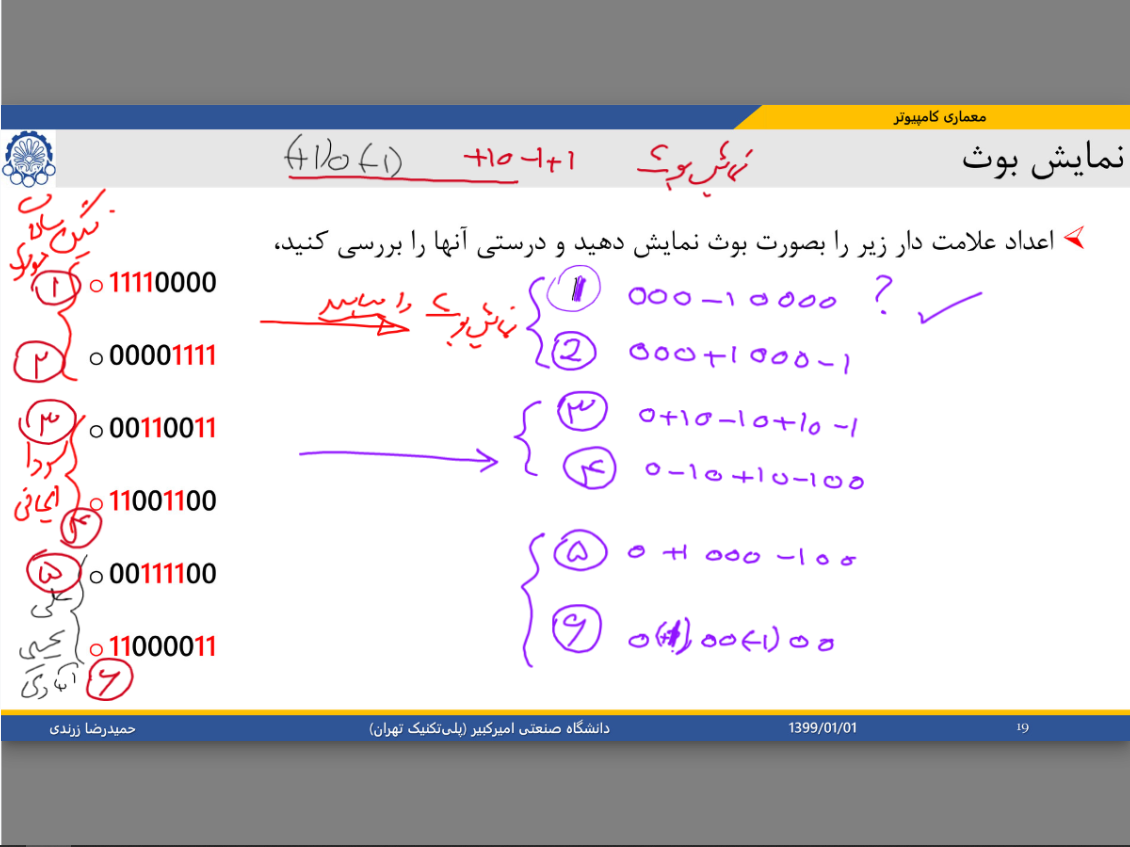 معماری کامپیوتر
نمایش بوث
نمایش بوث
+10 -1+1
(+1)0(-1)
اعداد علامت دار زیر را بصورت بوث نمایش دهید و درستی آنها را بررسی کنید،
۱ 11110000
نمایش بوث را
1 000-10000 ? ✓
۲ 00001111
2 000+1000-1
۳ 00110011
۳ 0+10-10+10-1
۴ 11001100
۴ 0-10+10-100
۵ 00111100
۵ 0+1000-100
۶ 11000011
۶ 0(+1)00(-1)00
حمیدرضا زرندی
دانشگاه صنعتی امیرکبیر (پلی‌تکنیک تهران)
1399/01/01
19